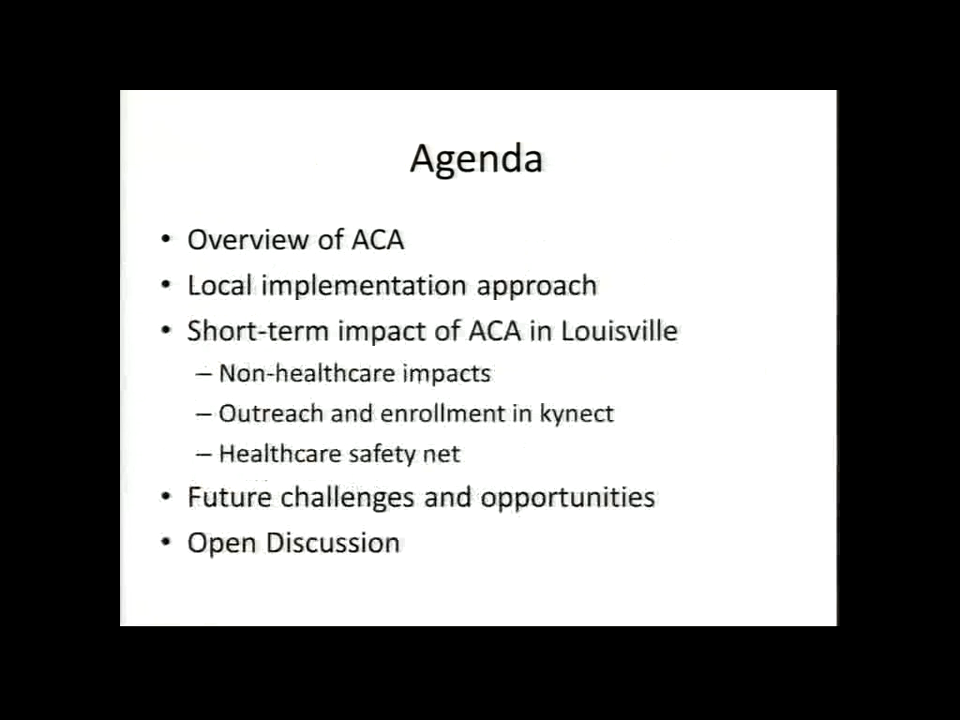 Agenda
• Overview of ACA
• Local implementation approach
• Short-term impact of ACA in Louisville
– Non-healthcare impacts
– Outreach and enrollment in kynect
– Healthcare safety net
• Future challenges and opportunities
• Open Discussion